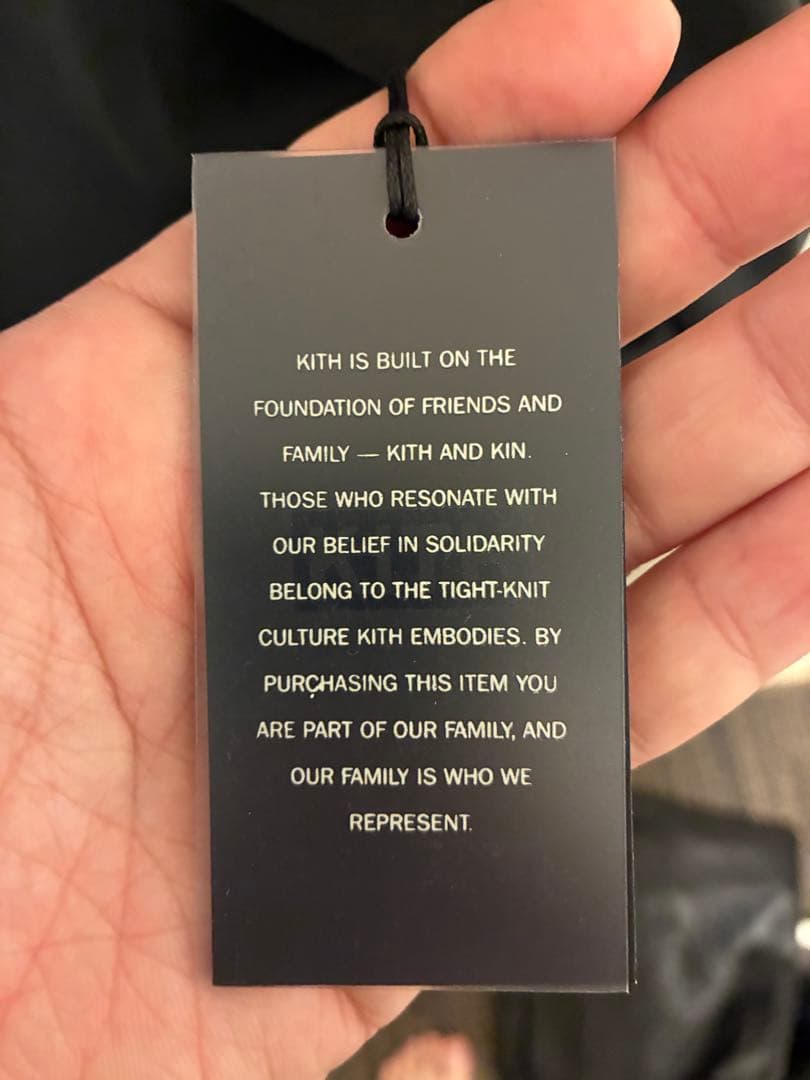 KITH IS BUILT ON THE
FOUNDATION OF FRIENDS AND
FAMILY — KITH AND KIN.
THOSE WHO RESONATE WITH
OUR BELIEF IN SOLIDARITY
BELONG TO THE TIGHT-KNIT
CULTURE KITH EMBODIES. BY
PURCHASING THIS ITEM YOU
ARE PART OF OUR FAMILY, AND
OUR FAMILY IS WHO WE
REPRESENT.